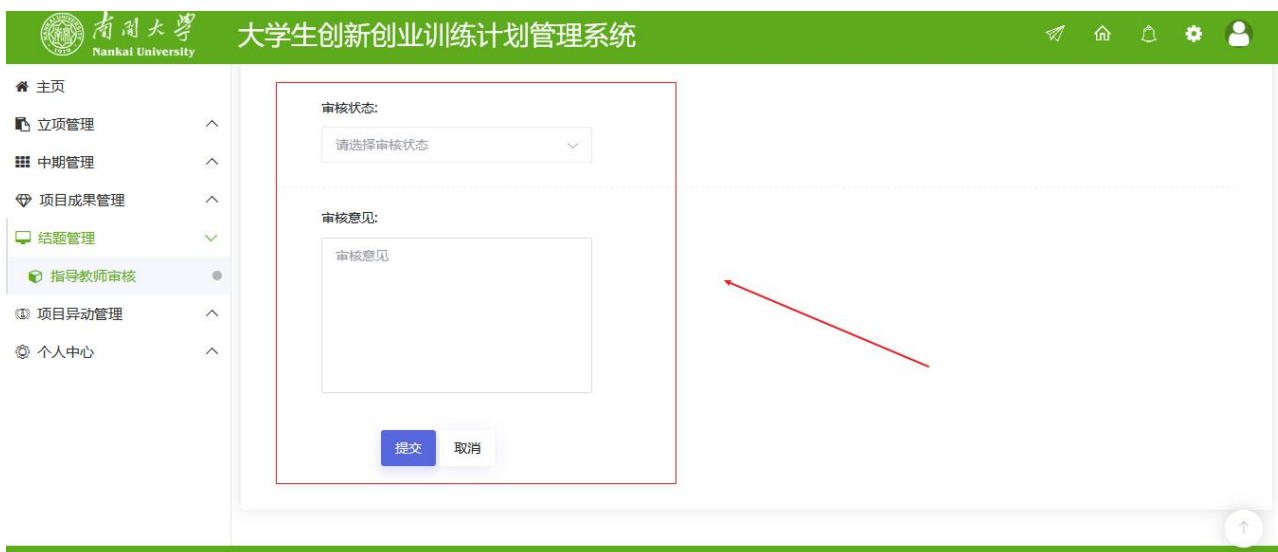 南开大学
Nankai University
1919
大学生创新创业训练计划管理系统
主页
立项管理
中期管理
项目成果管理
结题管理
指导教师审核
项目异动管理
个人中心
审核状态:
请选择审核状态
审核意见:
审核意见
提交 取消